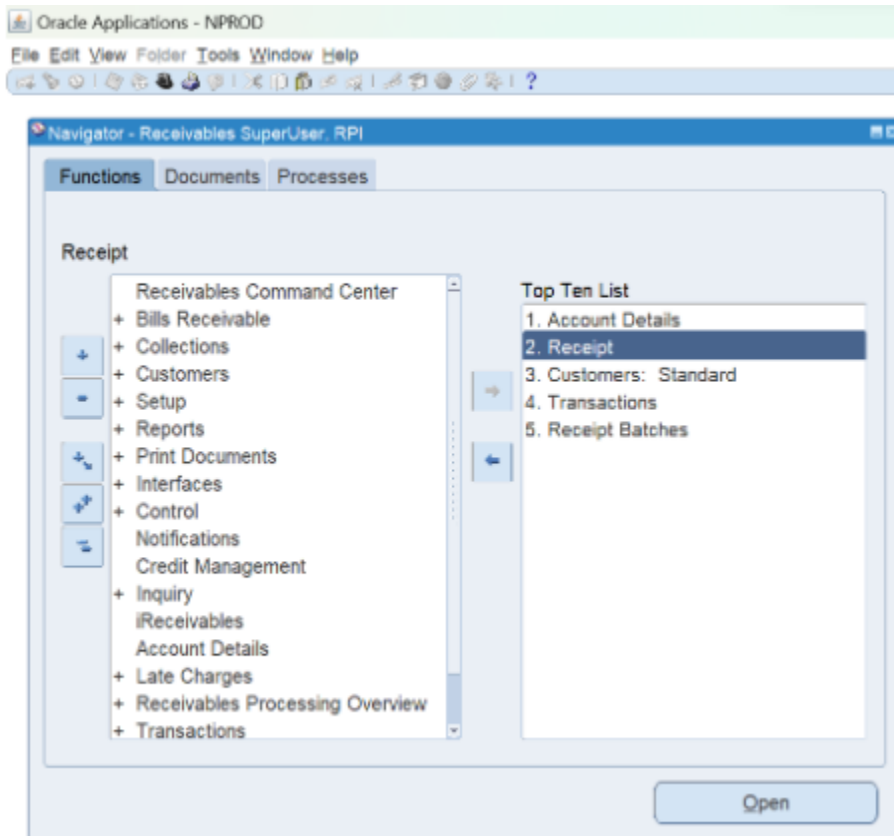 Oracle Applications - NPROD
File Edit View Folder Tools Window Help
?
Navigator - Receivables SuperUser, RPI
Functions Documents Processes
Receipt
Receivables Command Center
+ Bills Receivable
+ Collections
+ Customers
+ Setup
+ Reports
+ Print Documents
+ Interfaces
+ Control
Notifications
Credit Management
+ Inquiry
iReceivables
Account Details
+ Late Charges
+ Receivables Processing Overview
+ Transactions
Top Ten List
1. Account Details
2. Receipt
3. Customers: Standard
4. Transactions
5. Receipt Batches
Open